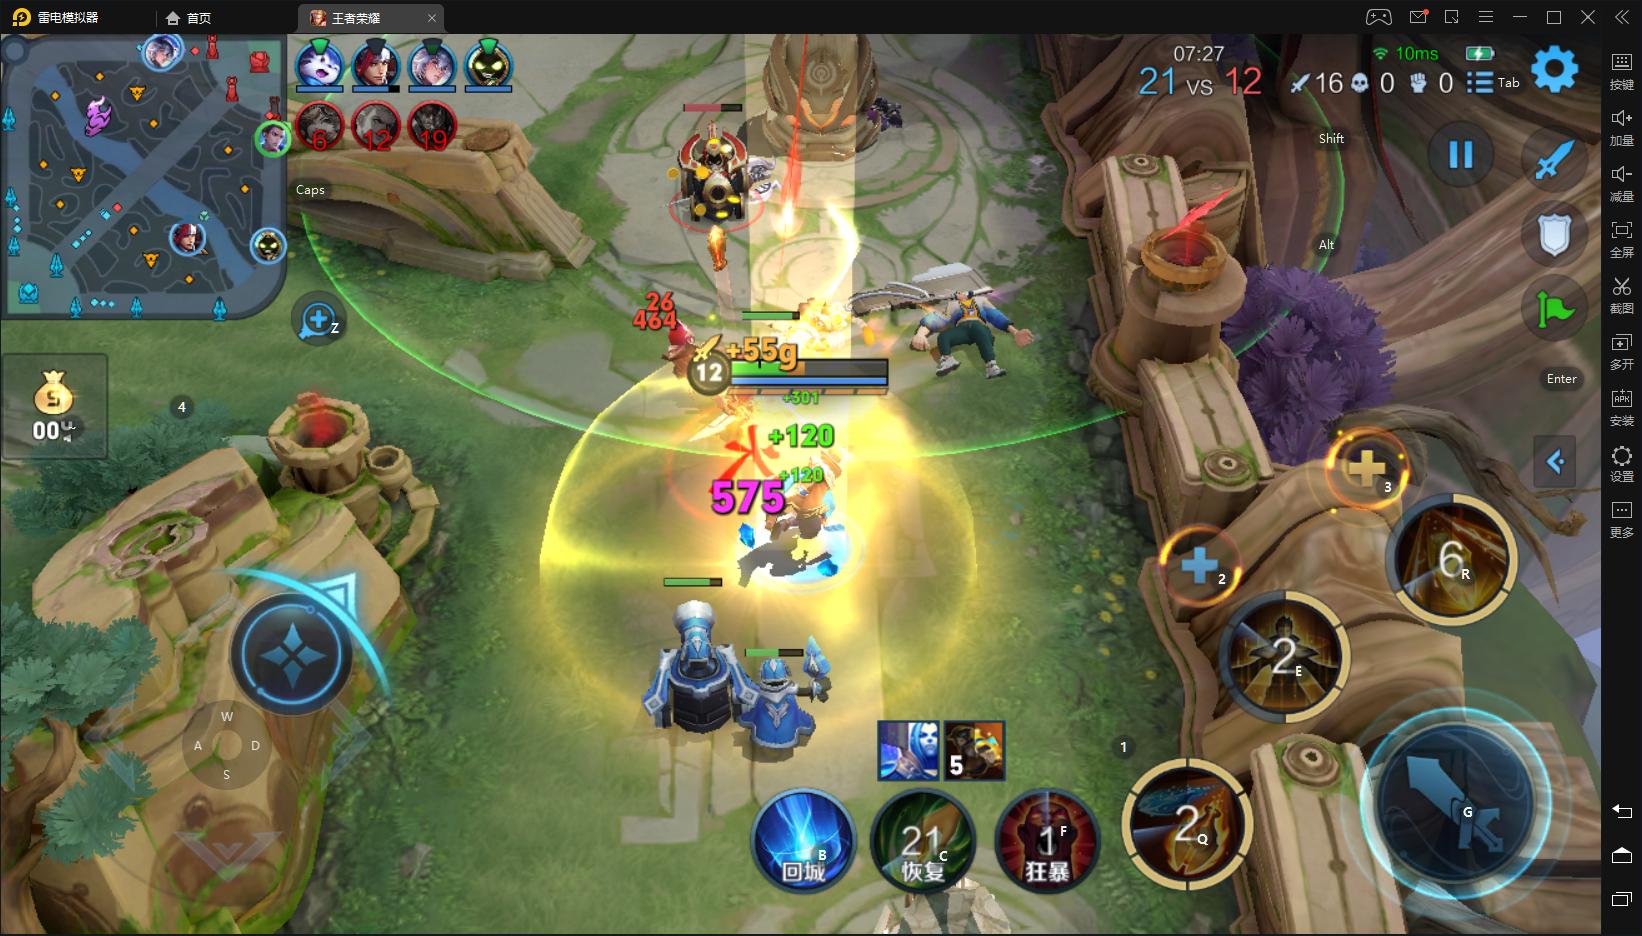 雷电模拟器
首页
王者荣耀
07:27
10ms
21 VS 12
16 0 0
Tab
6 12 19
Caps
Shift
Alt
Enter
Z
4
26
464
+55g
12
+301
+120
+120
575
3
2
6 R
2 E
2 Q
1
G
5
W
A
D
S
B
回城
21 C
恢复
1 F
狂暴
按键
加量
减量
全屏
截图
多开
APK
安装
设置
更多